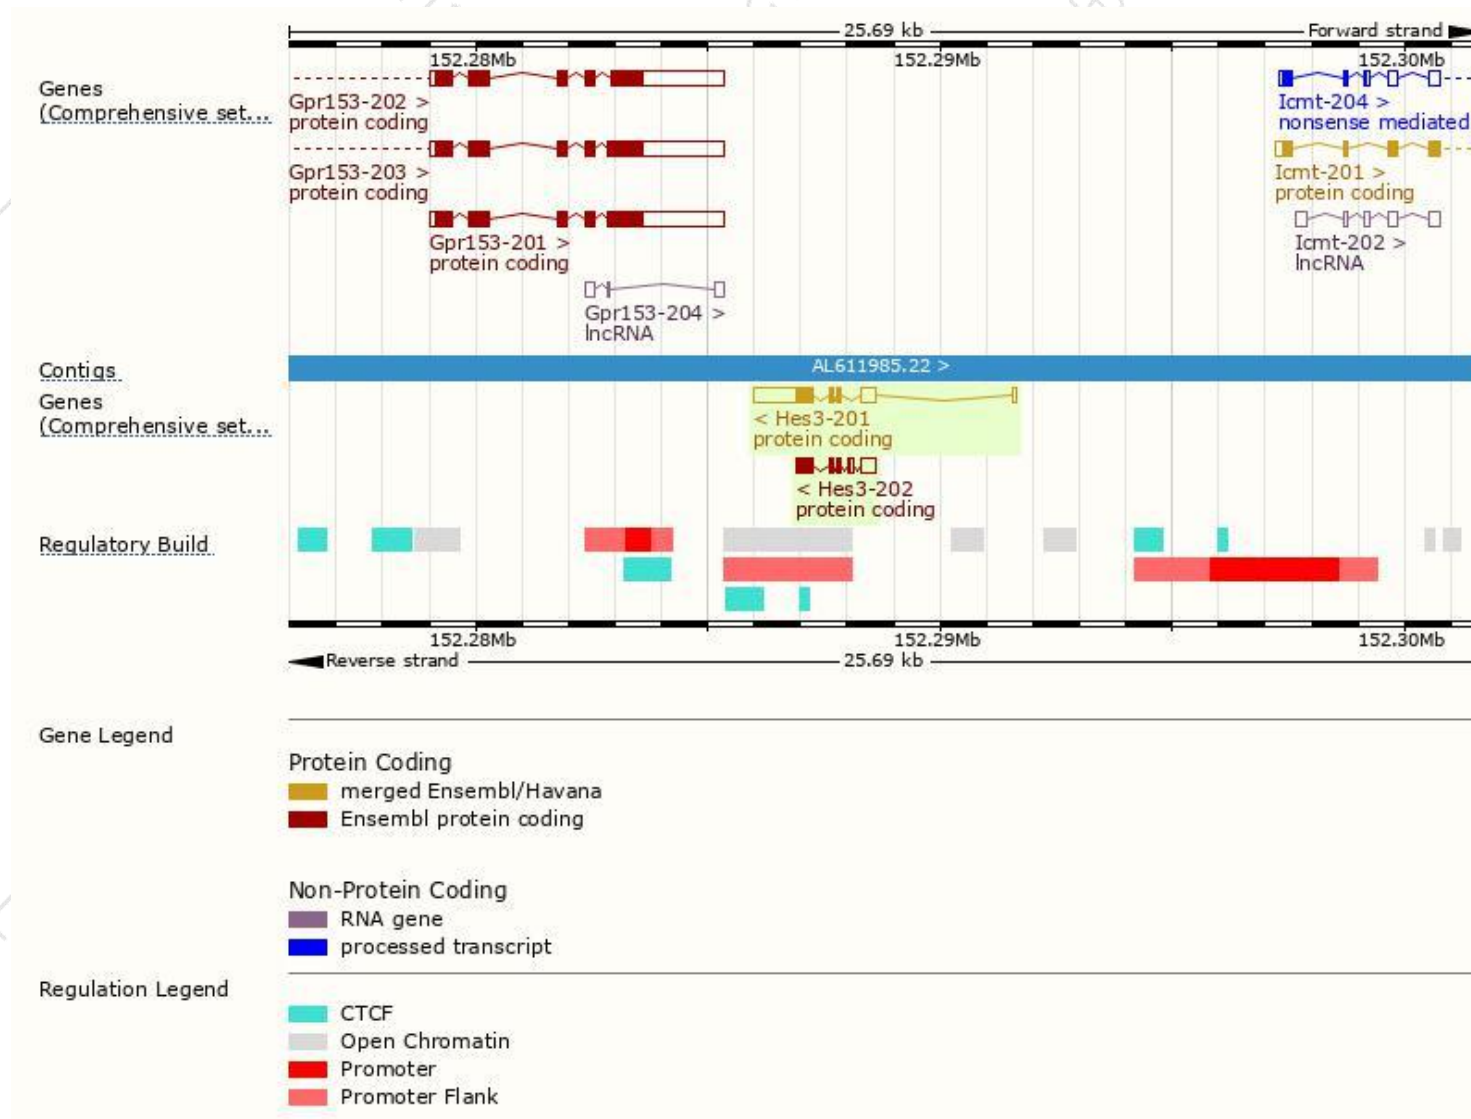 25.69 kb
Forward strand
152.28Mb 152.29Mb 152.30Mb
Genes
(Comprehensive set...
Gpr153-202 >
protein coding
Gpr153-203 >
protein coding
Gpr153-201 >
protein coding
Gpr153-204 >
lncRNA
Icmt-204 >
nonsense mediated
Icmt-201 >
protein coding
Icmt-202 >
lncRNA
Contigs
AL611985.22 >
Genes
(Comprehensive set...
< Hes3-201
protein coding
< Hes3-202
protein coding
Regulatory Build
152.28Mb 152.29Mb 152.30Mb
Reverse strand
25.69 kb
Gene Legend
Protein Coding
merged Ensembl/Havana
Ensembl protein coding
Non-Protein Coding
RNA gene
processed transcript
Regulation Legend
CTCF
Open Chromatin
Promoter
Promoter Flank